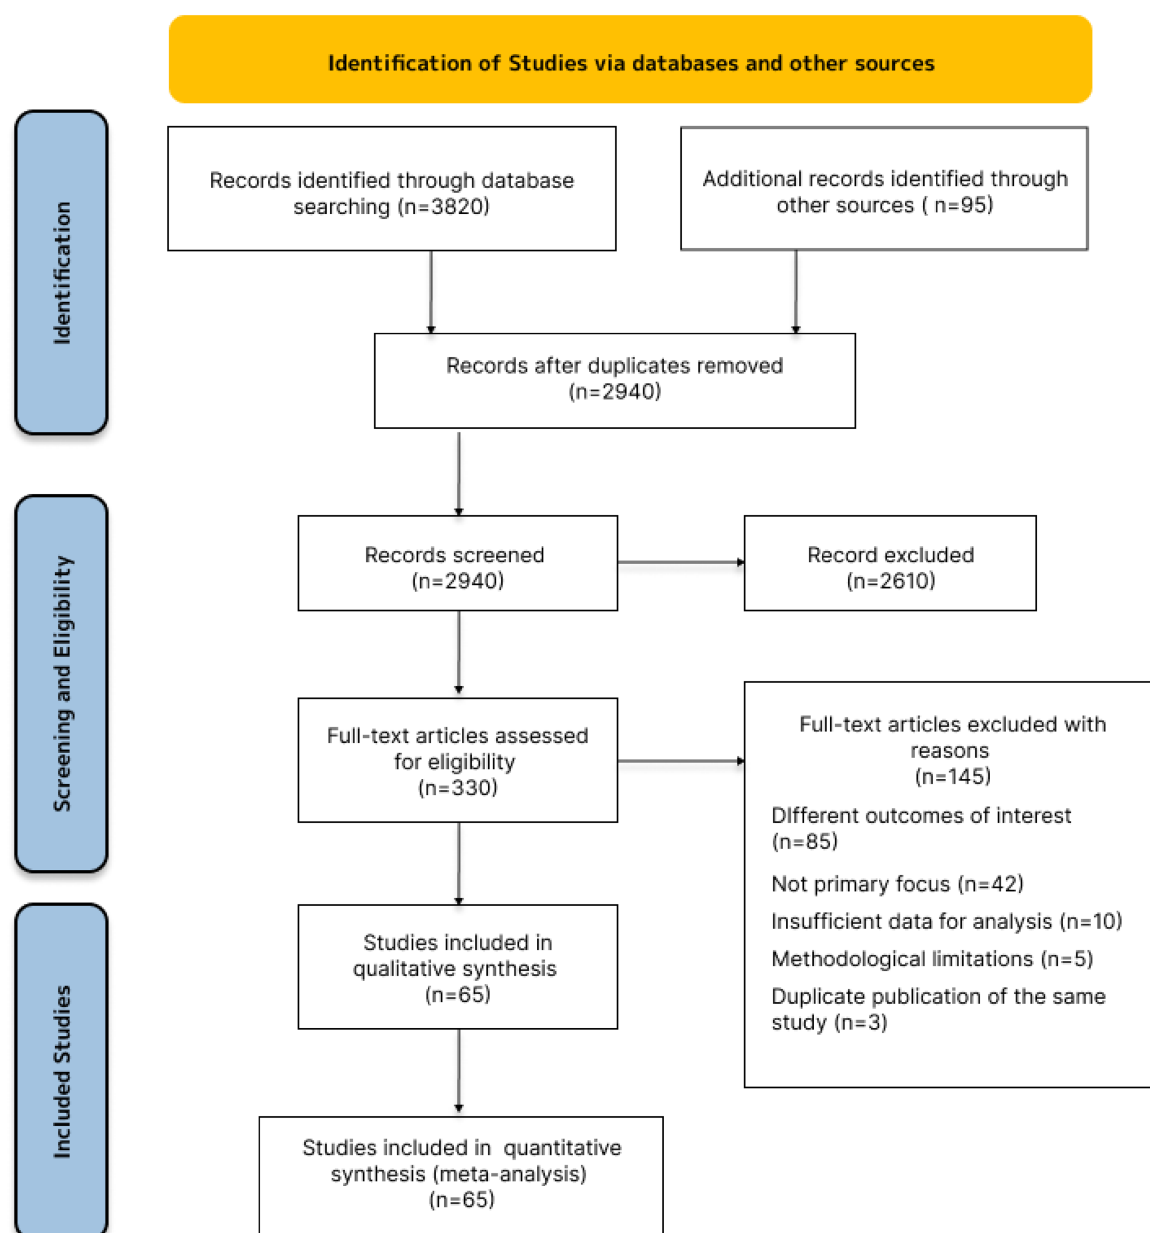 Identification of Studies via databases and other sources
Identification
Records identified through database
searching (n=3820)
Additional records identified through
other sources ( n=95)
Records after duplicates removed
(n=2940)
Screening and Eligibility
Records screened
(n=2940)
Record excluded
(n=2610)
Full-text articles assessed
for eligibility
(n=330)
Full-text articles excluded with
reasons
(n=145)
DIfferent outcomes of interest
(n=85)
Not primary focus (n=42)
Insufficient data for analysis (n=10)
Methodological limitations (n=5)
Duplicate publication of the same
study (n=3)
Included Studies
Studies included in
qualitative synthesis
(n=65)
Studies included in  quantitative
synthesis (meta-analysis)
(n=65)